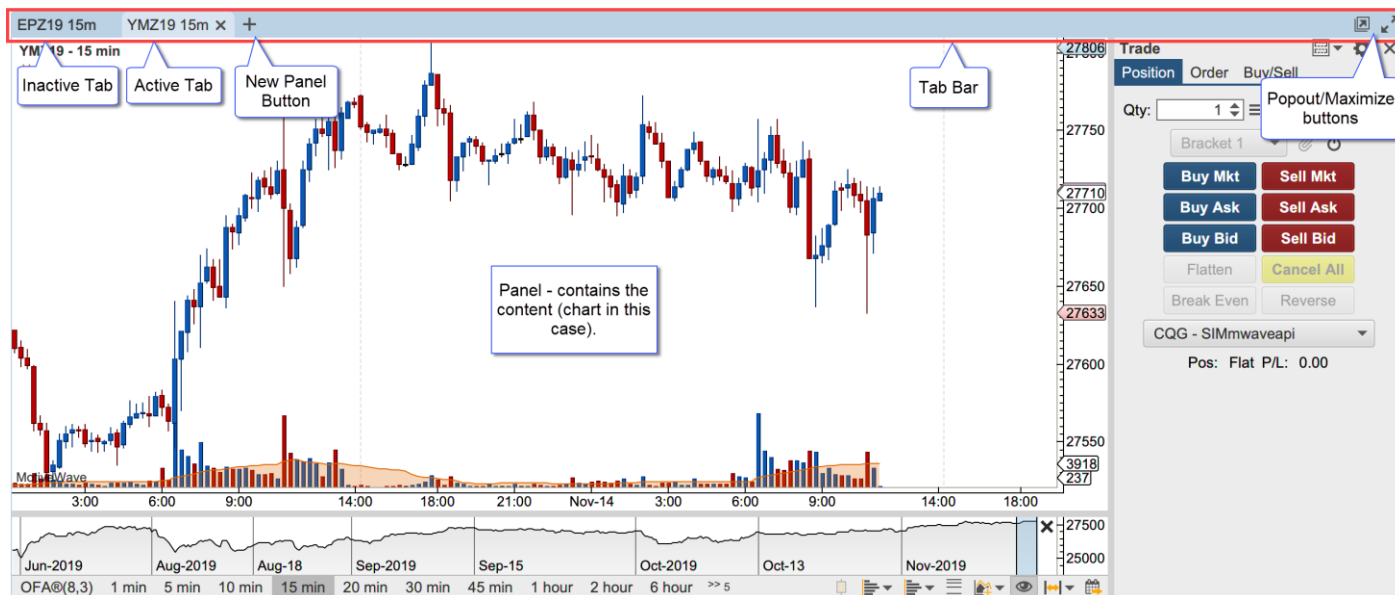 EPZ19 15m YMZ19 15m
YMZ19 - 15 min
Inactive Tab
Active Tab
New Panel
Button
Tab Bar
Popout/Maximize
buttons
Panel - contains the
content (chart in this
case).
27806
27750
27710
27700
27650
27633
27600
27550
3918
237
MotiveWave
3:00 6:00 9:00 14:00 18:00 21:00 Nov-14 3:00 6:00 9:00 14:00 18:00
27500
25000
Jun-2019 Aug-2019 Aug-18 Sep-2019 Sep-15 Oct-2019 Oct-13 Nov-2019
OFA®(8,3) 1 min 5 min 10 min 15 min 20 min 30 min 45 min 1 hour 2 hour 6 hour >> 5
Trade
Position Order Buy/Sell
Qty: 1
Bracket 1
Buy Mkt Sell Mkt
Buy Ask Sell Ask
Buy Bid Sell Bid
Flatten Cancel All
Break Even Reverse
CQG - SIMmwaveapi
Pos: Flat P/L: 0.00